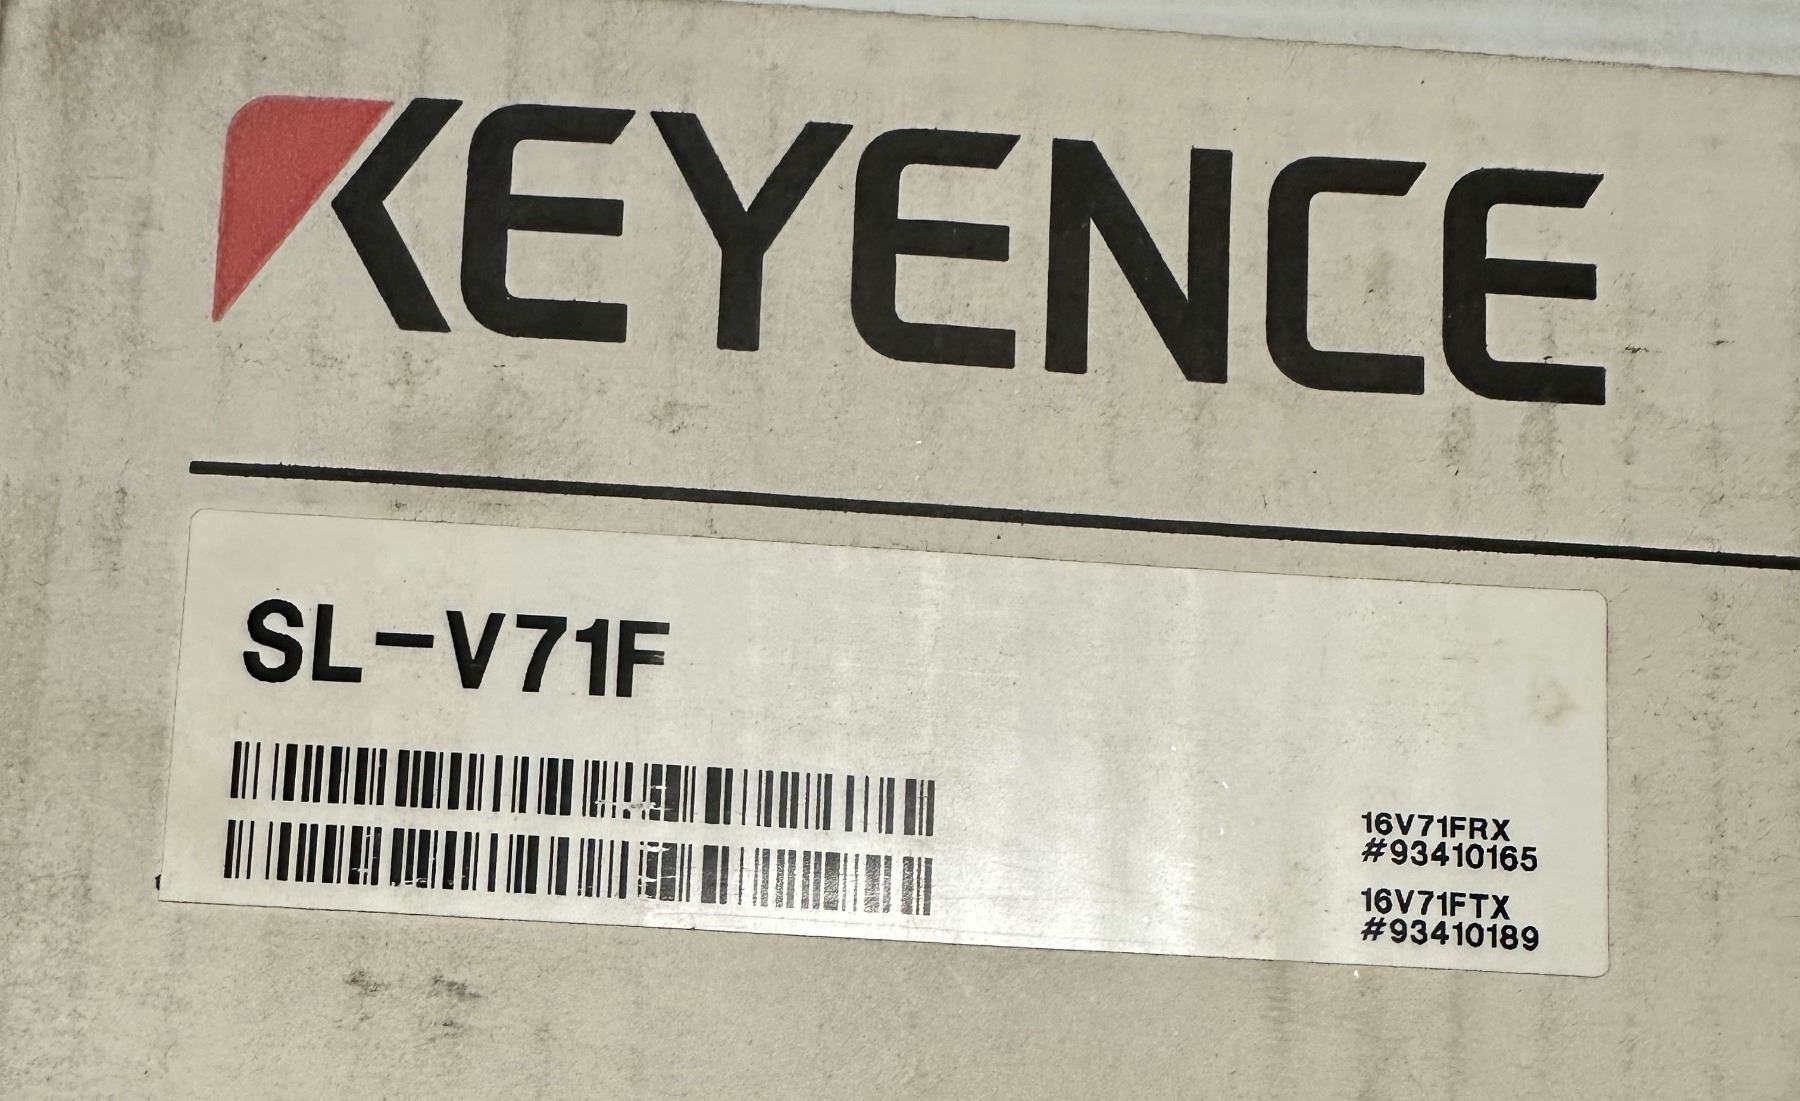 KEYENCE
SL-V71F
16V71FRX
#93410165
16V71FTX
#93410189